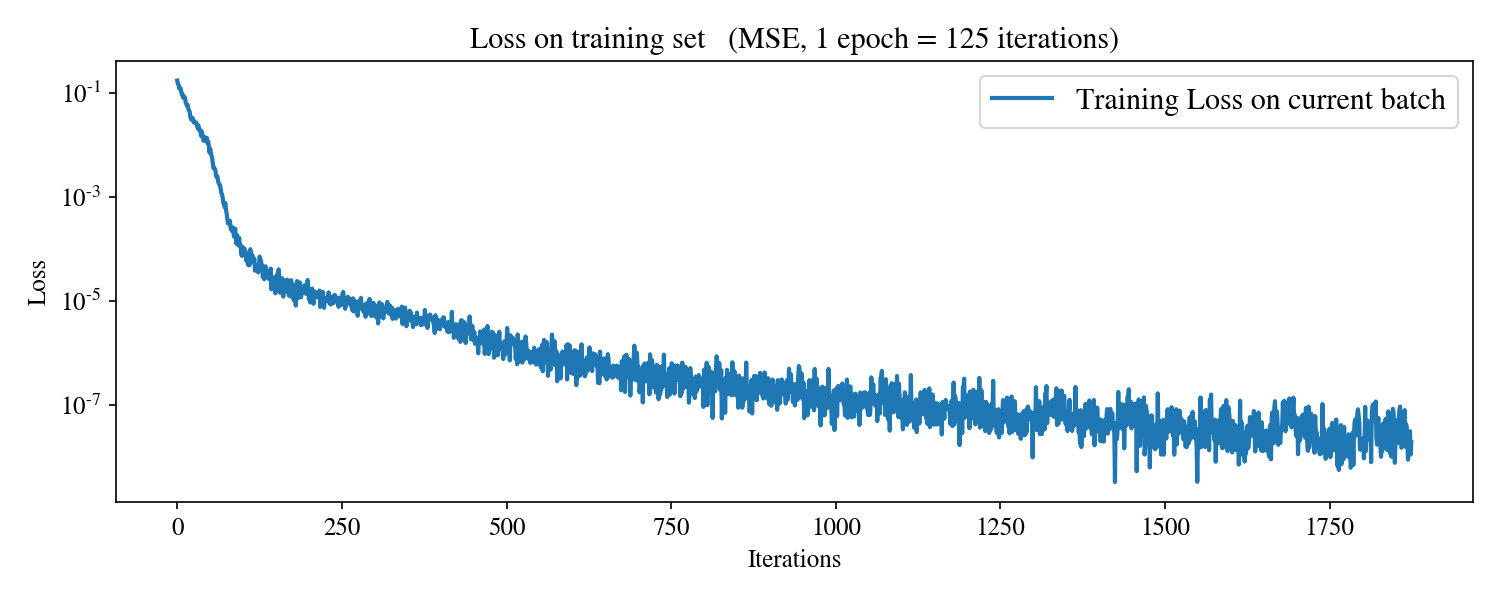 Loss on training set (MSE, 1 epoch = 125 iterations)
Training Loss on current batch
Loss
10-1
10-3
10-5
10-7
0 250 500 750 1000 1250 1500 1750
Iterations